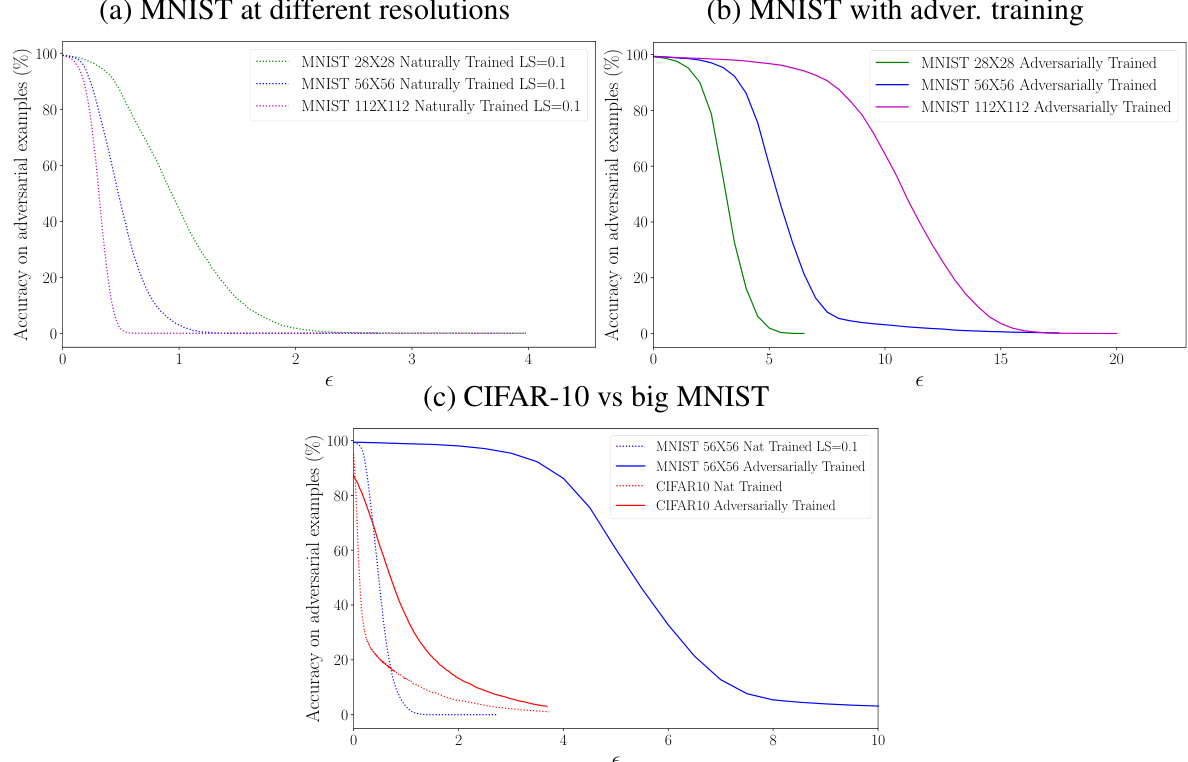 (a) MNIST at different resolutions
100
80
60
40
20
0
Accuracy on adversarial examples (%)
MNIST 28X28 Naturally Trained LS=0.1
MNIST 56X56 Naturally Trained LS=0.1
MNIST 112X112 Naturally Trained LS=0.1
0 1 2 3 4
ϵ
(b) MNIST with adver. training
100
80
60
40
20
0
Accuracy on adversarial examples (%)
MNIST 28X28 Adversarially Trained
MNIST 56X56 Adversarially Trained
MNIST 112X112 Adversarially Trained
0 5 10 15 20
ϵ
(c) CIFAR-10 vs big MNIST
100
80
60
40
20
0
Accuracy on adversarial examples (%)
MNIST 56X56 Nat Trained LS=0.1
MNIST 56X56 Adversarially Trained
CIFAR10 Nat Trained
CIFAR10 Adversarially Trained
0 2 4 6 8 10
ϵ